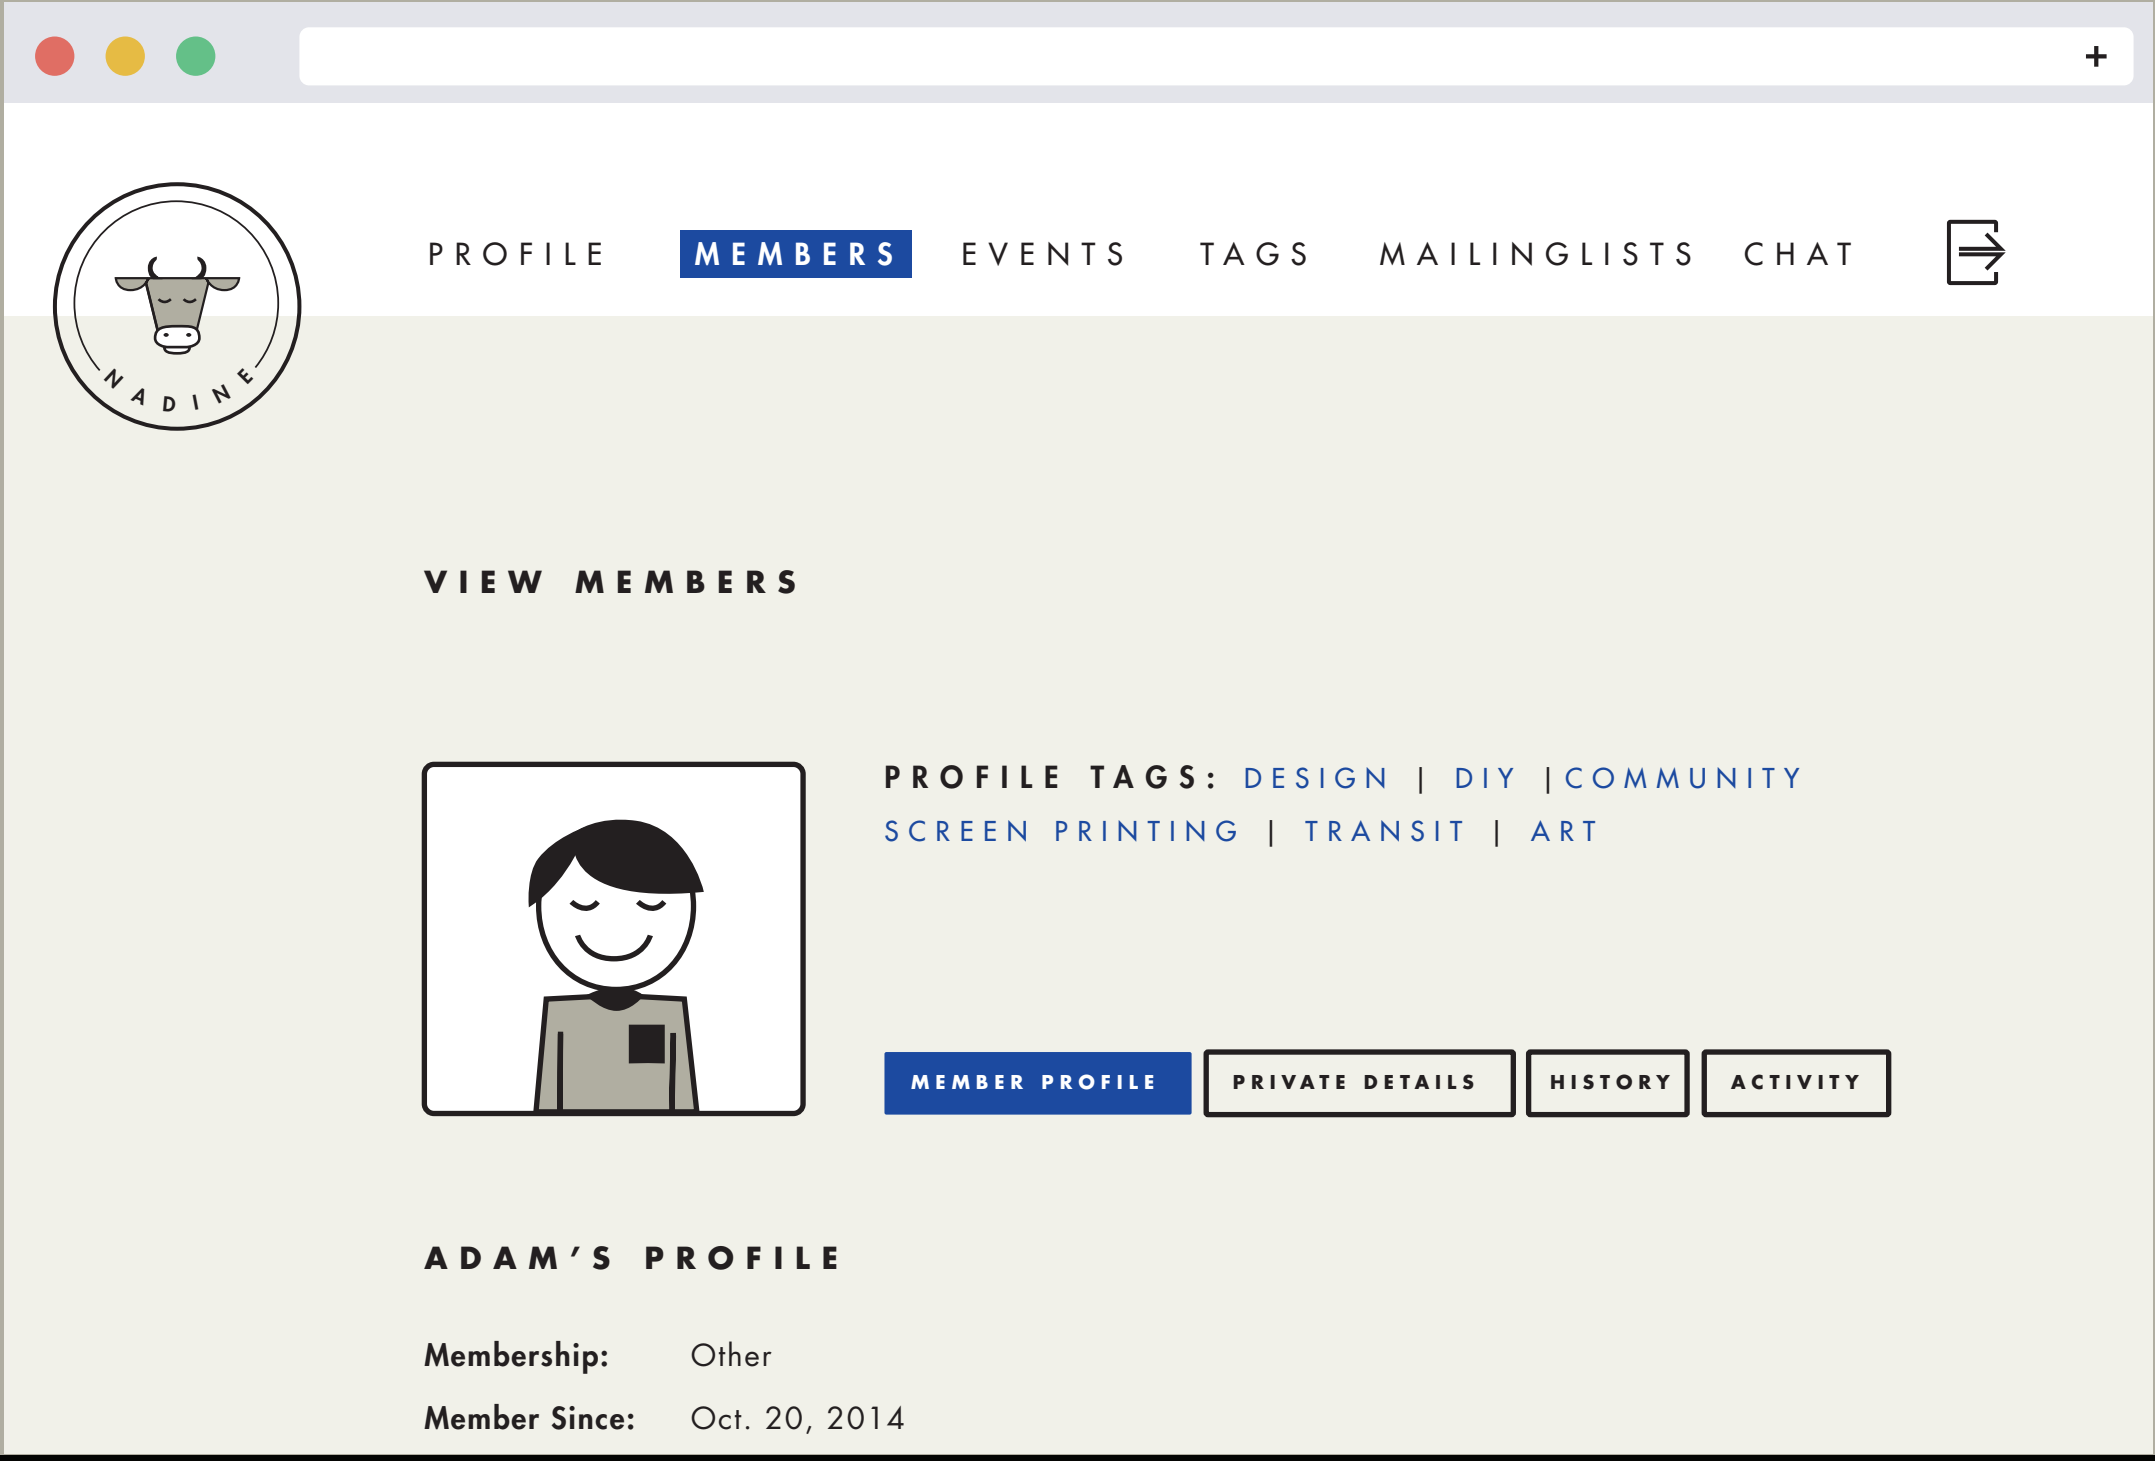 +
PROFILE MEMBERS EVENTS TAGS MAILINGLISTS CHAT
NADINE
VIEW MEMBERS
PROFILE TAGS: DESIGN | DIY | COMMUNITY
SCREEN PRINTING | TRANSIT | ART
MEMBER PROFILE PRIVATE DETAILS HISTORY ACTIVITY
ADAM’S PROFILE
Membership: Other
Member Since: Oct. 20, 2014